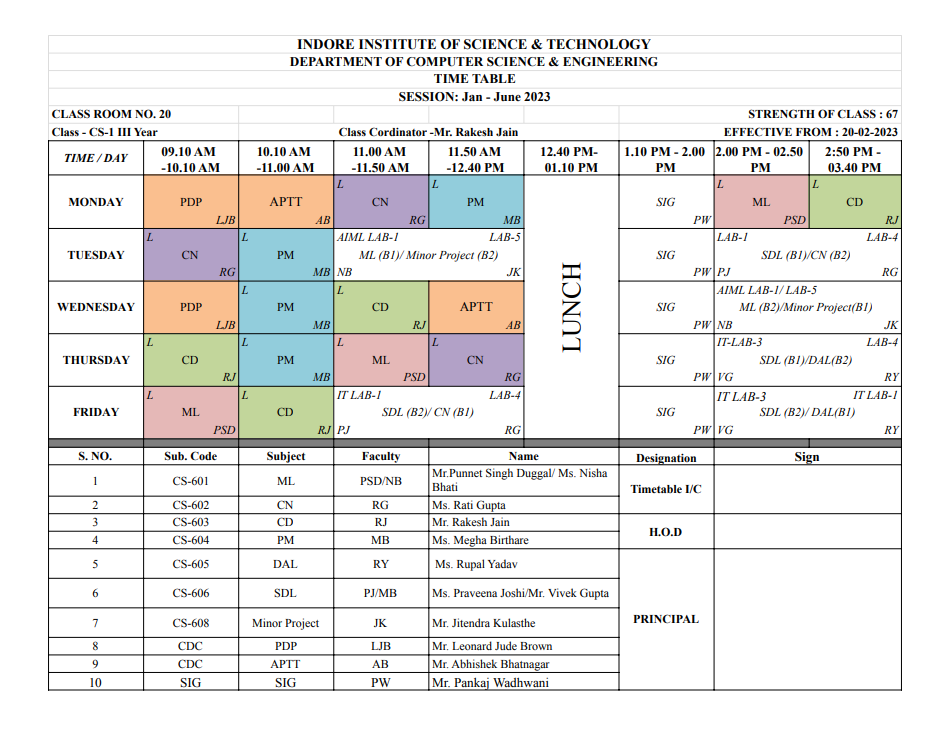 INDORE INSTITUTE OF SCIENCE & TECHNOLOGY
DEPARTMENT OF COMPUTER SCIENCE & ENGINEERING
TIME TABLE
SESSION: Jan - June 2023
CLASS ROOM NO. 20 STRENGTH OF CLASS : 67
Class - CS-1 III Year Class Cordinator -Mr. Rakesh Jain EFFECTIVE FROM : 20-02-2023
TIME / DAY 09.10 AM -10.10 AM 10.10 AM -11.00 AM 11.00 AM -11.50 AM 11.50 AM -12.40 PM 12.40 PM- 01.10 PM 1.10 PM - 2.00 PM 2.00 PM - 02.50 PM 2:50 PM - 03.40 PM
L L L L
MONDAY PDP APTT CN PM SIG ML CD
LJB AB RG MB PW PSD RJ
L L AIML LAB-1 LAB-5 LAB-1 LAB-4
TUESDAY CN PM ML (B1)/ Minor Project (B2) SIG SDL (B1)/CN (B2)
RG MB NB JK PW PJ RG
LUNCH
L L AIML LAB-1/ LAB-5
WEDNESDAY PDP PM CD APTT SIG ML (B2)/Minor Project(B1)
LJB MB RJ AB PW NB JK
L L L L IT-LAB-3 LAB-4
THURSDAY CD PM ML CN SIG SDL (B1)/DAL(B2)
RJ MB PSD RG PW VG RY
L L IT LAB-1 LAB-4 IT LAB-3 IT LAB-1
FRIDAY ML CD SDL (B2)/ CN (B1) SIG SDL (B2)/ DAL(B1)
PSD RJ PJ RG PW VG RY
S. NO. Sub. Code Subject Faculty Name Designation Sign
1 CS-601 ML PSD/NB Mr.Punnet Singh Duggal/ Ms. Nisha Bhati Timetable I/C
2 CS-602 CN RG Ms. Rati Gupta
3 CS-603 CD RJ Mr. Rakesh Jain H.O.D
4 CS-604 PM MB Ms. Megha Birthare
5 CS-605 DAL RY Ms. Rupal Yadav
6 CS-606 SDL PJ/MB Ms. Praveena Joshi/Mr. Vivek Gupta
7 CS-608 Minor Project JK Mr. Jitendra Kulasthe PRINCIPAL
8 CDC PDP LJB Mr. Leonard Jude Brown
9 CDC APTT AB Mr. Abhishek Bhatnagar
10 SIG SIG PW Mr. Pankaj Wadhwani